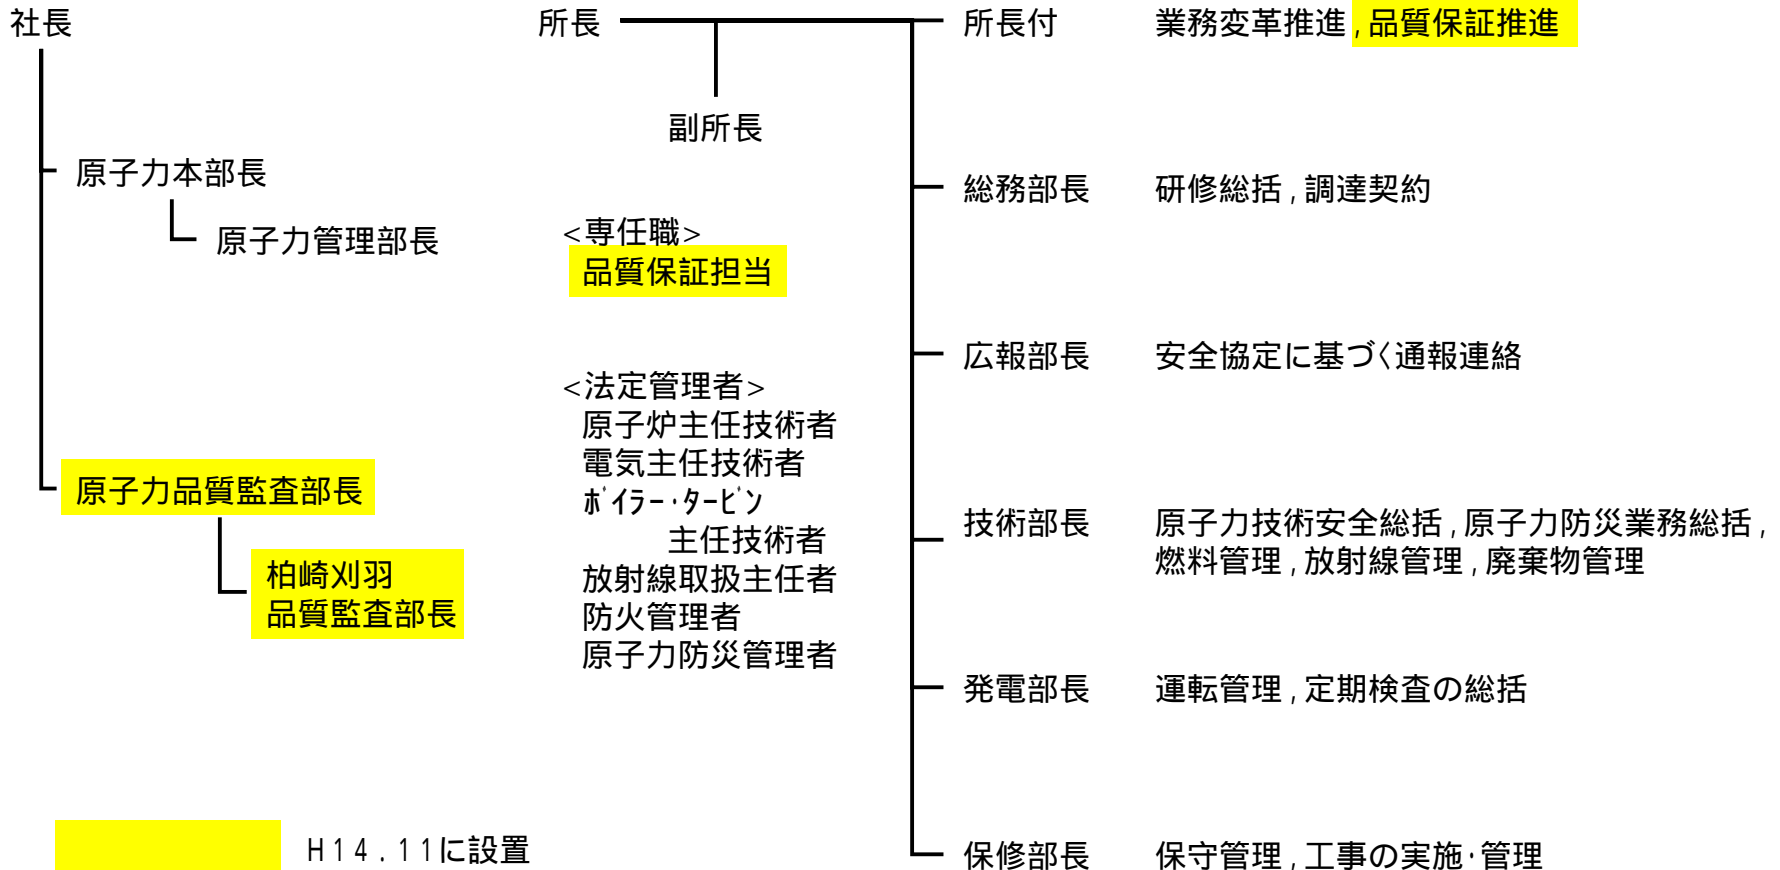 社長
原子力本部長
原子力管理部長
原子力品質監査部長
柏崎刈羽
品質監査部長
H14.11に設置
所長
副所長
<専任職>
品質保証担当
<法定管理者>
原子炉主任技術者
電気主任技術者
ﾎﾞｲﾗｰ･ﾀｰﾋﾞﾝ
主任技術者
放射線取扱主任者
防火管理者
原子力防災管理者
所長付 業務変革推進,品質保証推進
総務部長 研修総括,調達契約
広報部長 安全協定に基づく通報連絡
技術部長 原子力技術安全総括,原子力防災業務総括,
燃料管理,放射線管理,廃棄物管理
発電部長 運転管理,定期検査の総括
保修部長 保守管理,工事の実施･管理